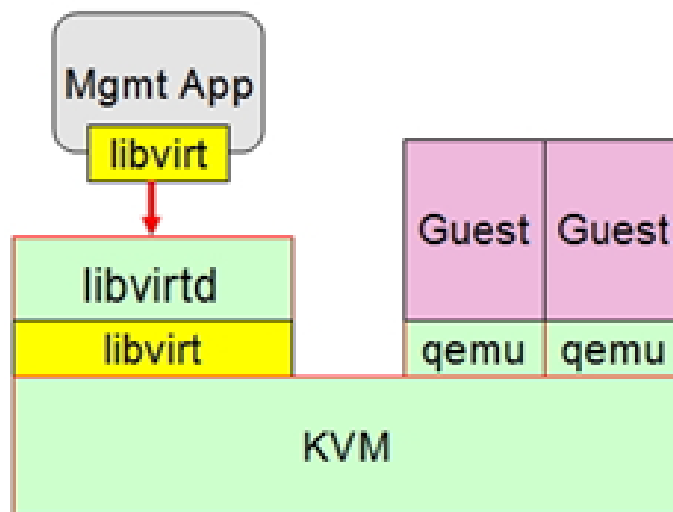 Mgmt App
libvirt
libvirtd
libvirt
Guest
Guest
qemu
qemu
KVM